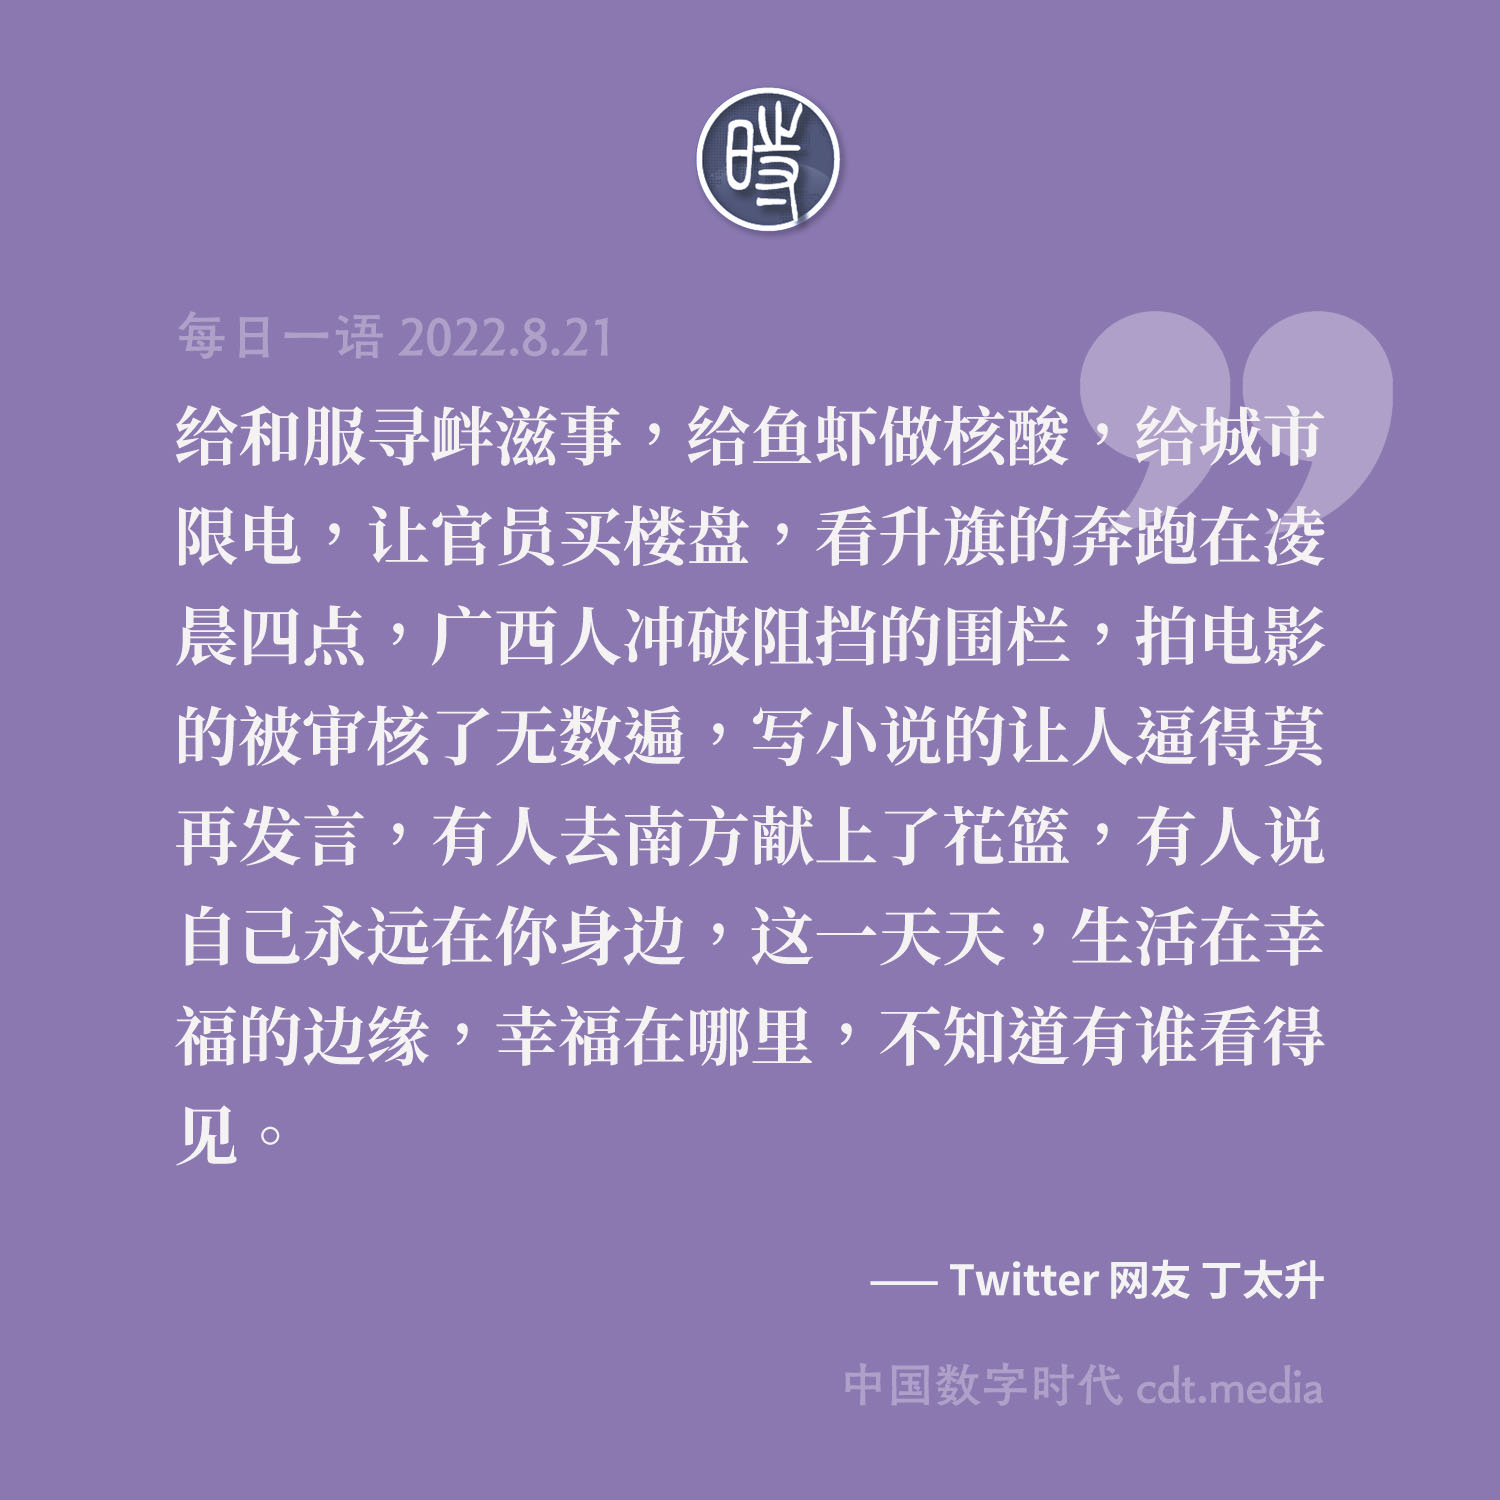 時
每日一语 2022.8.21
给和服寻衅滋事，给鱼虾做核酸，给城市
限电，让官员买楼盘，看升旗的奔跑在凌
晨四点，广西人冲破阻挡的围栏，拍电影
的被审核了无数遍，写小说的让人逼得莫
再发言，有人去南方献上了花篮，有人说
自己永远在你身边，这一天天，生活在幸
福的边缘，幸福在哪里，不知道有谁看得
见。
—— Twitter 网友 丁太升
中国数字时代 cdt.media